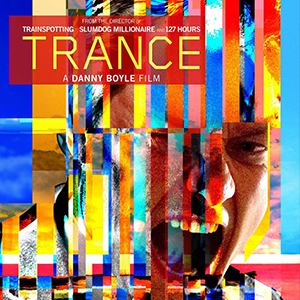 FROM THE DIRECTOR OF
TRAINSPOTTING SLUMDOG MILLIONAIRE AND 127 HOURS
TRANCE
A DANNY BOYLE FILM